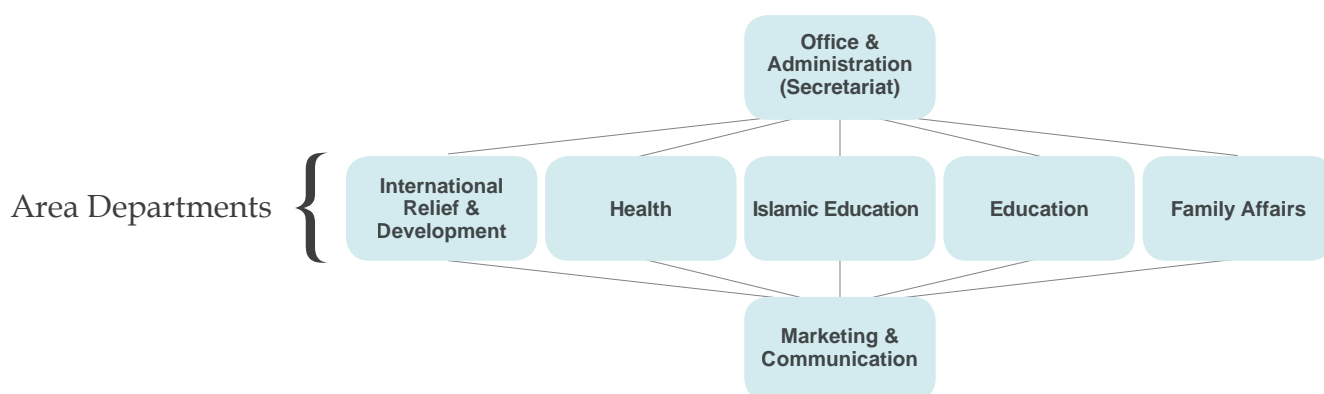 Office &
Administration
(Secretariat)
Area Departments
International
Relief &
Development
Health
Islamic Education
Education
Family Affairs
Marketing &
Communication